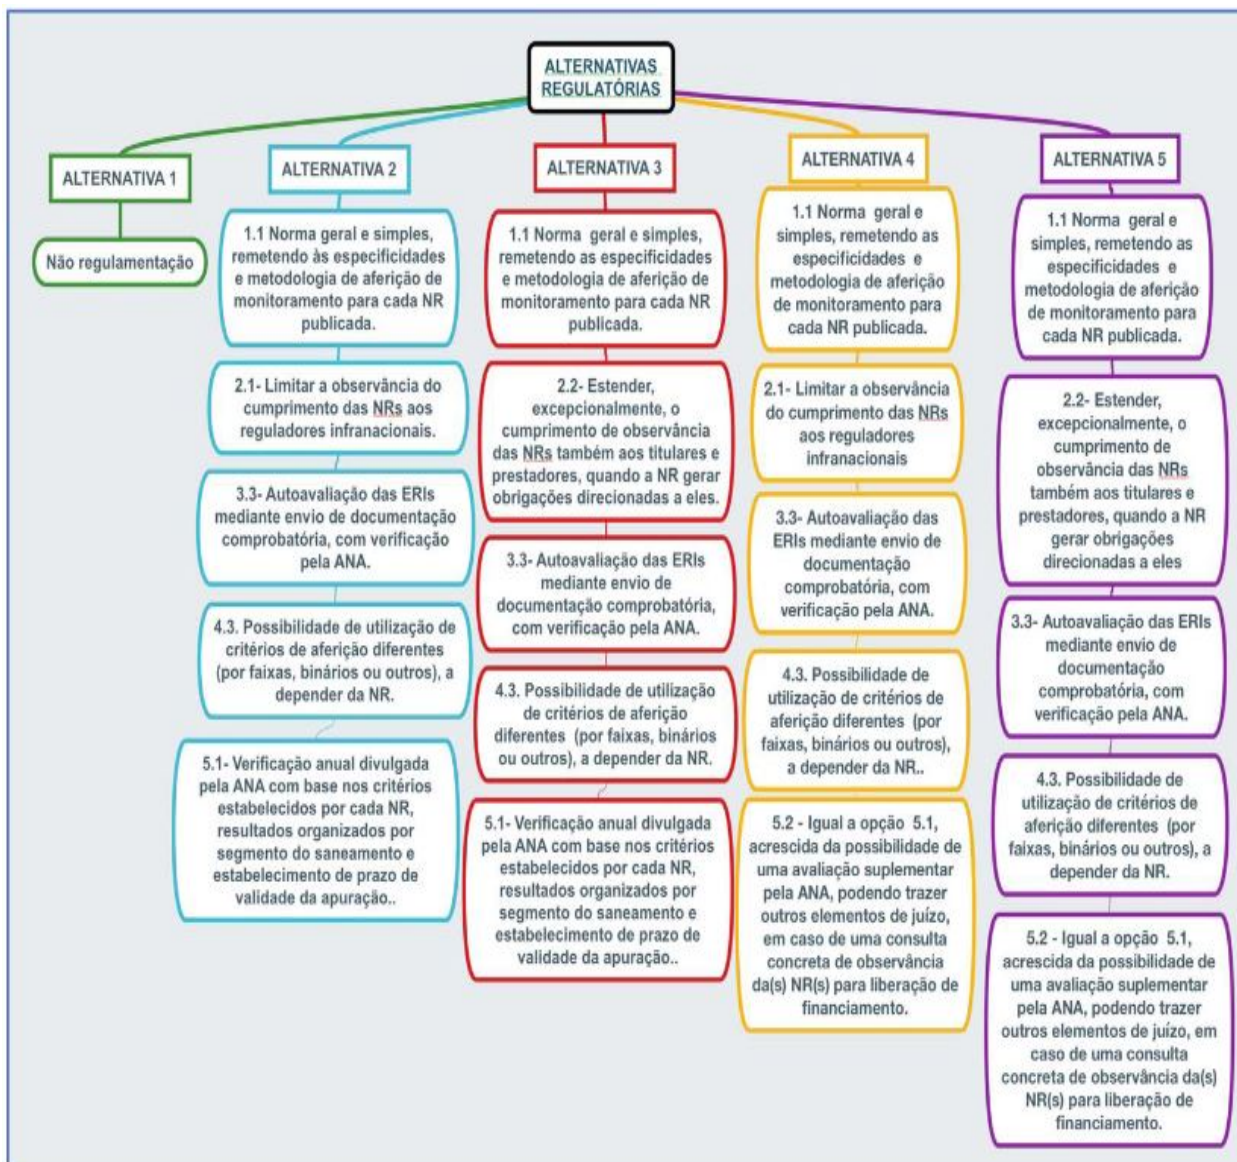 ALTERNATIVAS
REGULATÓRIAS
ALTERNATIVA 1
Não regulamentação
ALTERNATIVA 2
1.1 Norma geral e simples,
remetendo às especificidades
e metodologia de aferição de
monitoramento para cada NR
publicada.
2.1- Limitar a observância do
cumprimento das NRs aos
reguladores infranacionais.
3.3- Autoavaliação das ERIs
mediante envio de documentação
comprobatória, com verificação
pela ANA.
4.3. Possibilidade de utilização de
critérios de aferição diferentes
(por faixas, binários ou outros), a
depender da NR.
5.1- Verificação anual divulgada
pela ANA com base nos critérios
estabelecidos por cada NR,
resultados organizados por
segmento do saneamento e
estabelecimento de prazo de
validade da apuração..
ALTERNATIVA 3
1.1 Norma geral e simples,
remetendo as especificidades
e metodologia de aferição de
monitoramento para cada NR
publicada.
2.2- Estender,
excepcionalmente, o
cumprimento de observância
das NRs também aos titulares e
prestadores, quando a NR gerar
obrigações direcionadas a eles.
3.3- Autoavaliação das ERIs
mediante envio de
documentação comprobatória,
com verificação pela ANA.
4.3. Possibilidade de utilização
de critérios de aferição
diferentes (por faixas, binários
ou outros), a depender da NR.
5.1- Verificação anual divulgada
pela ANA com base nos critérios
estabelecidos por cada NR,
resultados organizados por
segmento do saneamento e
estabelecimento de prazo de
validade da apuração..
ALTERNATIVA 4
1.1 Norma geral e
simples, remetendo as
especificidades e
metodologia de aferição
de monitoramento para
cada NR publicada.
2.1- Limitar a observância
do cumprimento das NRs
aos reguladores
infranacionais
3.3- Autoavaliação das
ERIs mediante envio de
documentação
comprobatória, com
verificação pela ANA.
4.3. Possibilidade de
utilização de critérios de
aferição diferentes (por
faixas, binários ou outros),
a depender da NR..
5.2 - Igual a opção 5.1,
acrescida da possibilidade de
uma avaliação suplementar
pela ANA, podendo trazer
outros elementos de juízo,
em caso de uma consulta
concreta de observância
da(s) NR(s) para liberação de
financiamento.
ALTERNATIVA 5
1.1 Norma geral e
simples, remetendo as
especificidades e
metodologia de aferição
de monitoramento para
cada NR publicada.
2.2- Estender,
excepcionalmente, o
cumprimento de
observância das NRs
também aos titulares e
prestadores, quando a NR
gerar obrigações
direcionadas a eles
3.3- Autoavaliação das ERIs
mediante envio de
documentação
comprobatória, com
verificação pela ANA.
4.3. Possibilidade de
utilização de critérios de
aferição diferentes (por
faixas, binários ou outros), a
depender da NR.
5.2 - Igual a opção 5.1,
acrescida da possibilidade de
uma avaliação suplementar
pela ANA, podendo trazer
outros elementos de juízo, em
caso de uma consulta
concreta de observância da(s)
NR(s) para liberação de
financiamento.